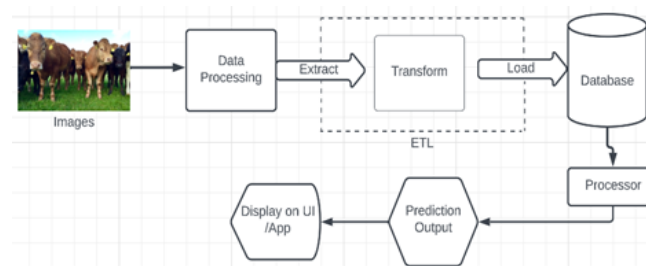 Images
Data
Processing
Extract
Transform
Load
ETL
Database
Processor
Prediction
Output
Display on UI
/App